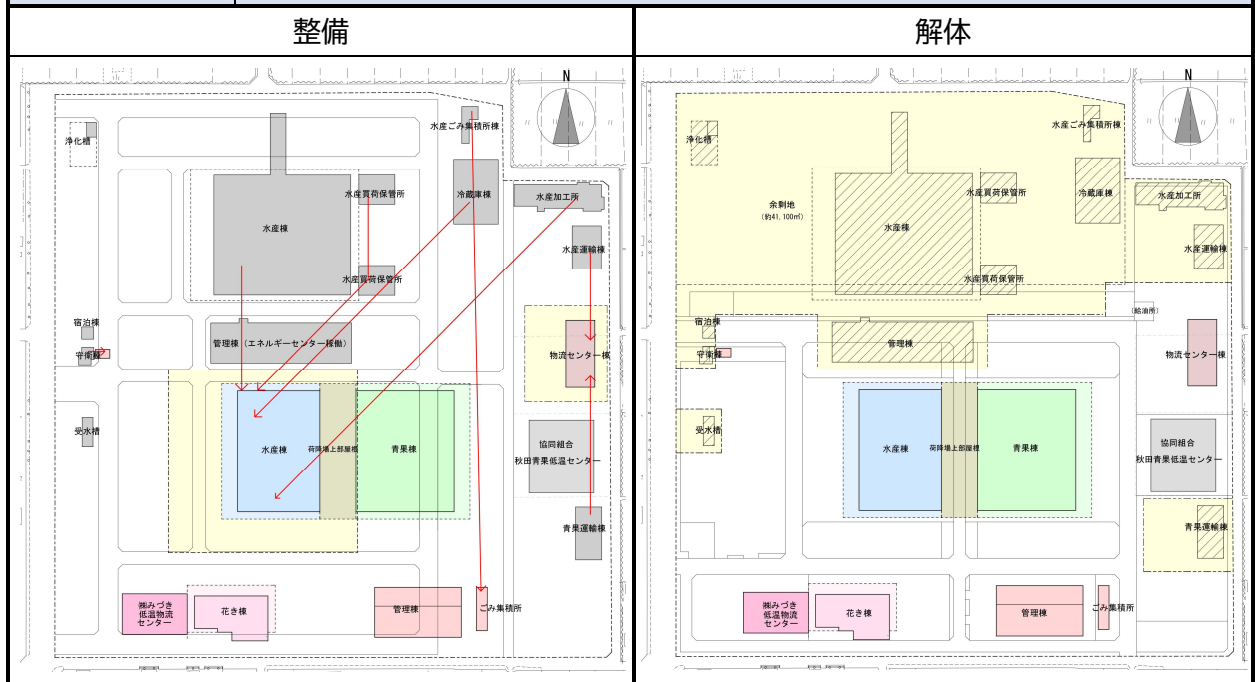 整備
解体
N
水産ごみ集積所棟
浄化槽
水産買荷保管所
冷蔵庫棟
水産加工所
水産棟
水産運輸棟
水産買荷保管所
宿泊棟
守衛棟
管理棟(エネルギーセンター稼働)
物流センター棟
受水槽
水産棟
荷降場上部屋根
青果棟
協同組合
秋田青果低温センター
青果運輸棟
㈱みづき
低温物流
センター
花き棟
管理棟
ごみ集積所
N
水産ごみ集積所棟
浄化槽
水産買荷保管所
冷蔵庫棟
水産加工所
余剰地
(約41,100㎡)
水産棟
水産運輸棟
水産買荷保管所
(給油所)
宿泊棟
守衛棟
管理棟
物流センター棟
受水槽
水産棟
荷降場上部屋根
青果棟
協同組合
秋田青果低温センター
青果運輸棟
㈱みづき
低温物流
センター
花き棟
管理棟
ごみ集積所